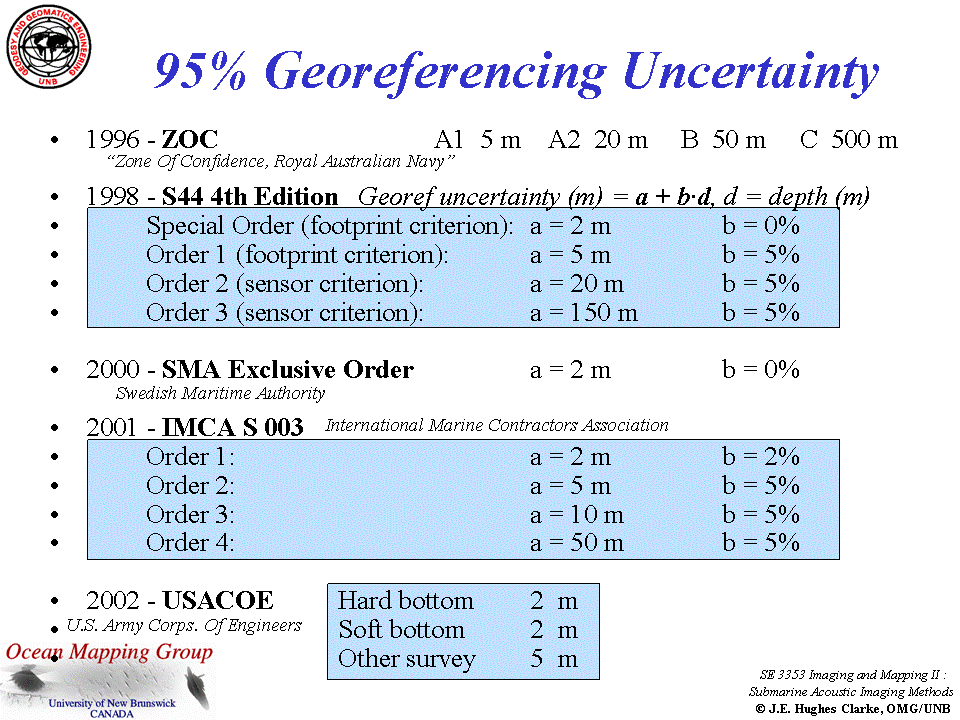 GEODESY AND GEOMATICS ENGINEERING
UNB
95% Georeferencing Uncertainty
• 1996 - ZOC A1 5 m A2 20 m B 50 m C 500 m
"Zone Of Confidence, Royal Australian Navy"
• 1998 - S44 4th Edition Georef uncertainty (m) = a + b·d, d = depth (m)
• Special Order (footprint criterion): a = 2 m b = 0%
• Order 1 (footprint criterion): a = 5 m b = 5%
• Order 2 (sensor criterion): a = 20 m b = 5%
• Order 3 (sensor criterion): a = 150 m b = 5%
• 2000 - SMA Exclusive Order a = 2 m b = 0%
Swedish Maritime Authority
• 2001 - IMCA S 003 International Marine Contractors Association
• Order 1: a = 2 m b = 2%
• Order 2: a = 5 m b = 5%
• Order 3: a = 10 m b = 5%
• Order 4: a = 50 m b = 5%
• 2002 - USACOE Hard bottom 2 m
• U.S. Army Corps. Of Engineers Soft bottom 2 m
• Other survey 5 m
Ocean Mapping Group
University of New Brunswick
CANADA
SE 3353 Imaging and Mapping II :
Submarine Acoustic Imaging Methods
© J.E. Hughes Clarke, OMG/UNB